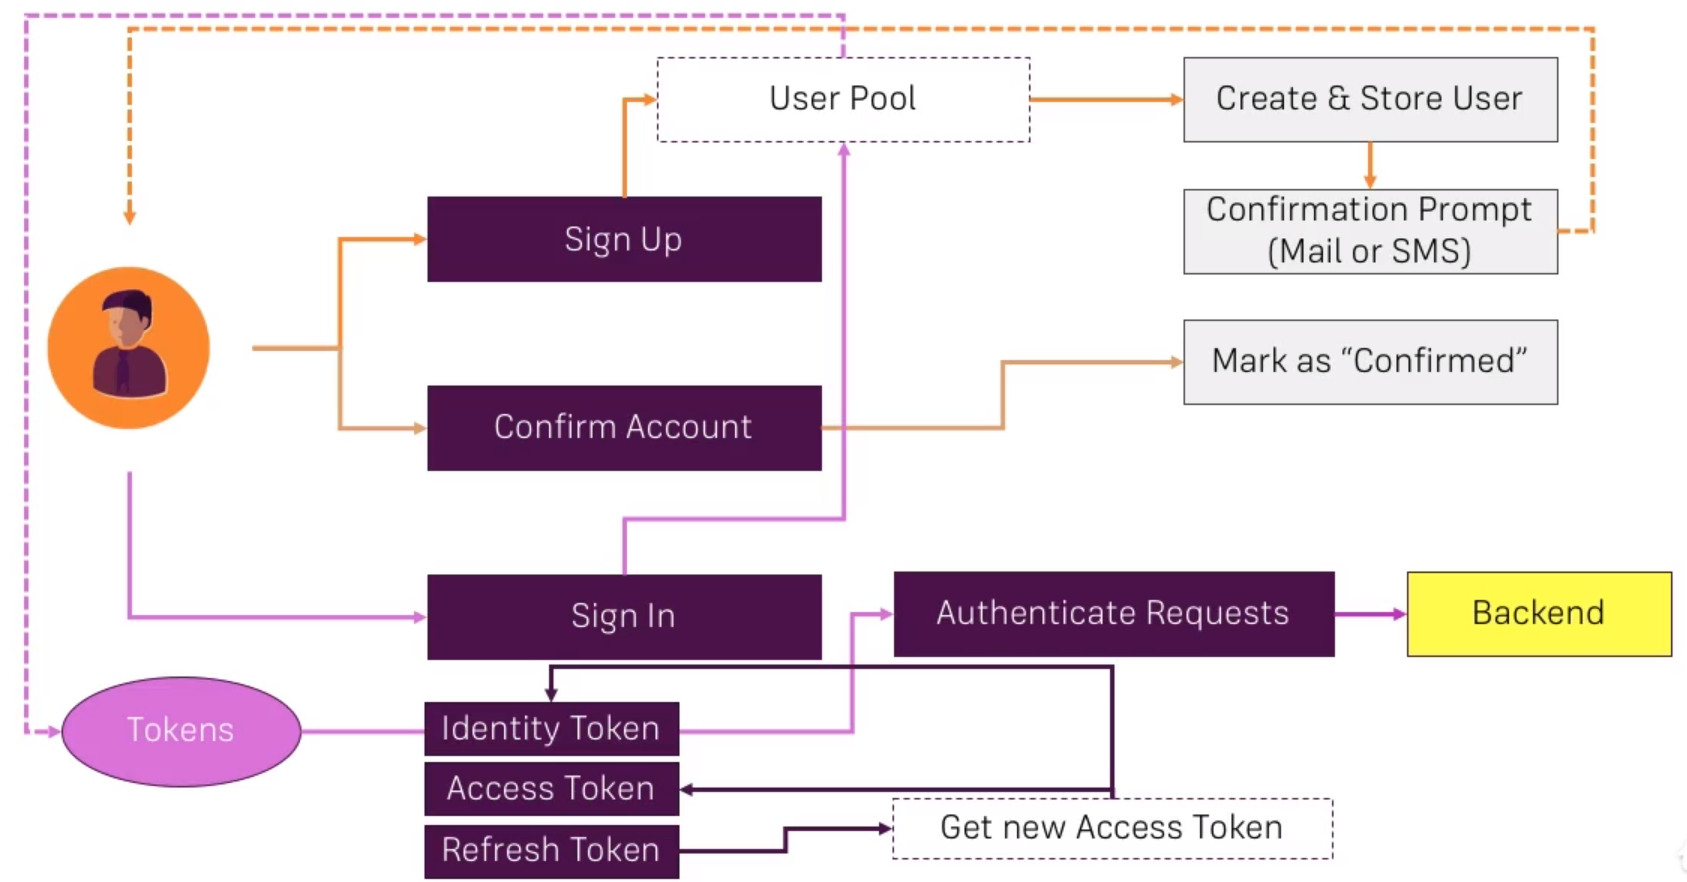 User Pool
Create & Store User
Sign Up
Confirmation Prompt
(Mail or SMS)
Mark as “Confirmed”
Confirm Account
Sign In
Authenticate Requests
Backend
Tokens
Identity Token
Access Token
Refresh Token
Get new Access Token